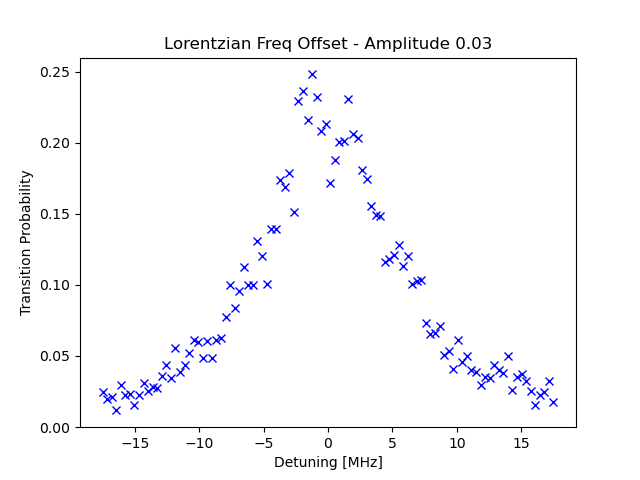 Lorentzian Freq Offset - Amplitude 0.03
0.25
0.20
0.15
0.10
0.05
0.00
Transition Probability
−15 −10 −5 0 5 10 15
Detuning [MHz]